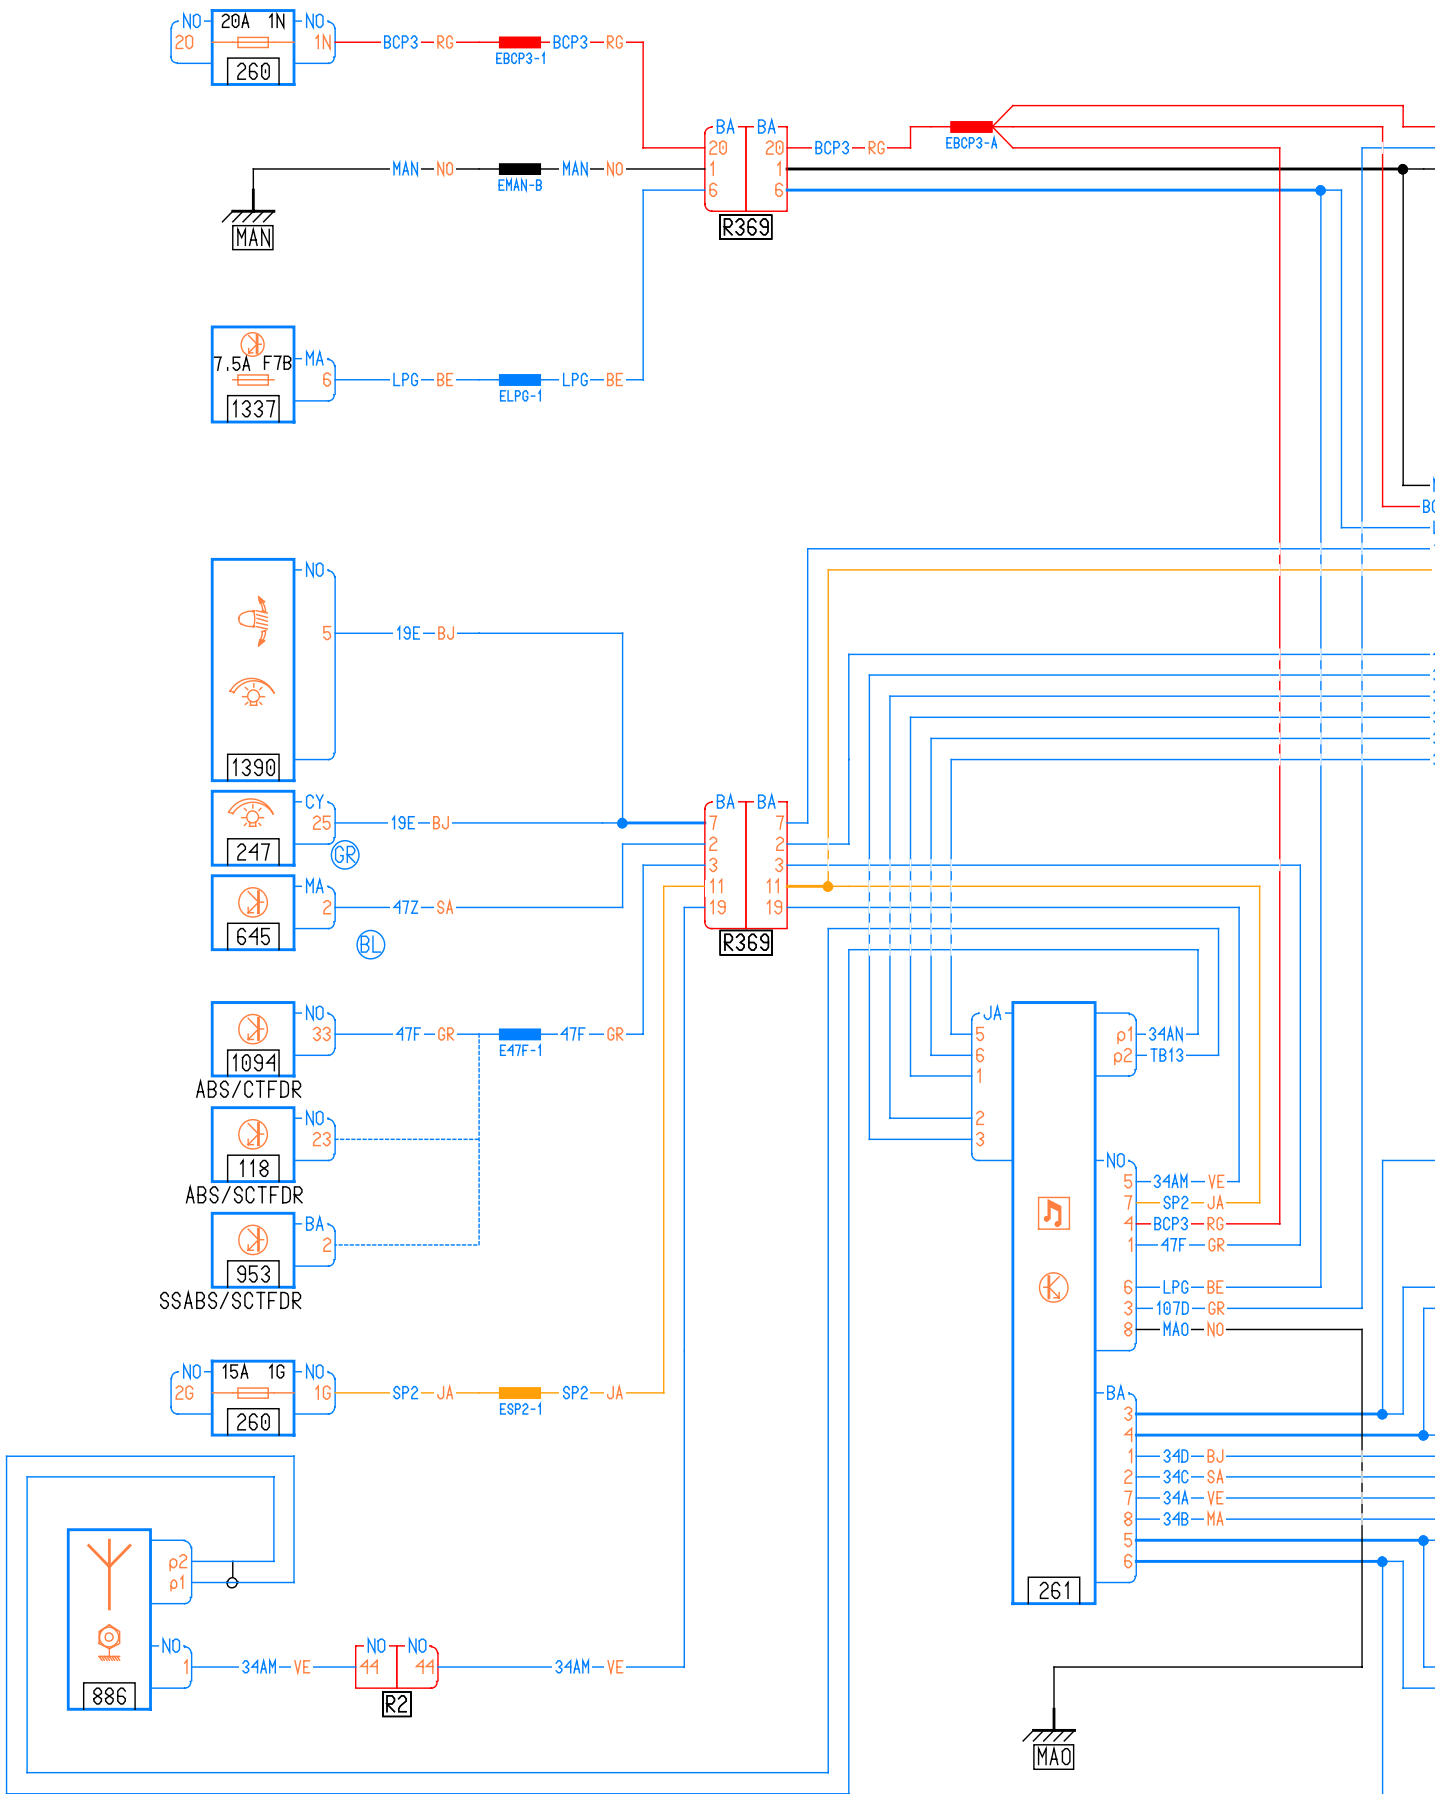 NO 20A 1N NO
20 1N BCP3 RG BCP3 RG
260 EBCP3-1
BA BA
20 20 BCP3 RG EBCP3-A
MAN NO MAN NO 1 1
EMAN-B 6 6
MAN R369
7.5A F7B MA
6 LPG BE LPG BE
1337 ELPG-1
BC
NO
5 19E BJ
1390
CY BA BA
25 19E BJ 7 7
247 GR 2 2
3 3
MA 11 11
2 47Z SA 19 19
645 BL R369
NO JA
33 47F GR 47F GR 5 p1 34AN
1094 E47F-1 6 p2 TB13
ABS/CTFDR 1
NO 2
23 3
118 NO
ABS/SCTFDR 5 34AM VE
7 SP2 JA
BA 4 BCP3 RG
2 1 47F GR
953 6 LPG BE
SSABS/SCTFDR 3 107D GR
8 MAO NO
NO 15A 1G NO
2G 1G SP2 JA SP2 JA BA
260 ESP2-1 3
4
1 34D BJ
2 34C SA
7 34A VE
8 34B MA
5
p2 6
p1 261
NO NO NO
1 34AM VE 44 44 34AM VE
886 R2
MAO